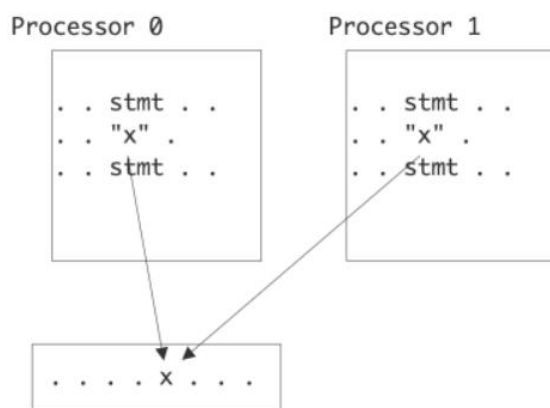 Processor 0
. . stmt . .
. . "x" .
. . stmt . .
Processor 1
. . stmt . .
. . "x" .
. . stmt . .
. . . . x . . .